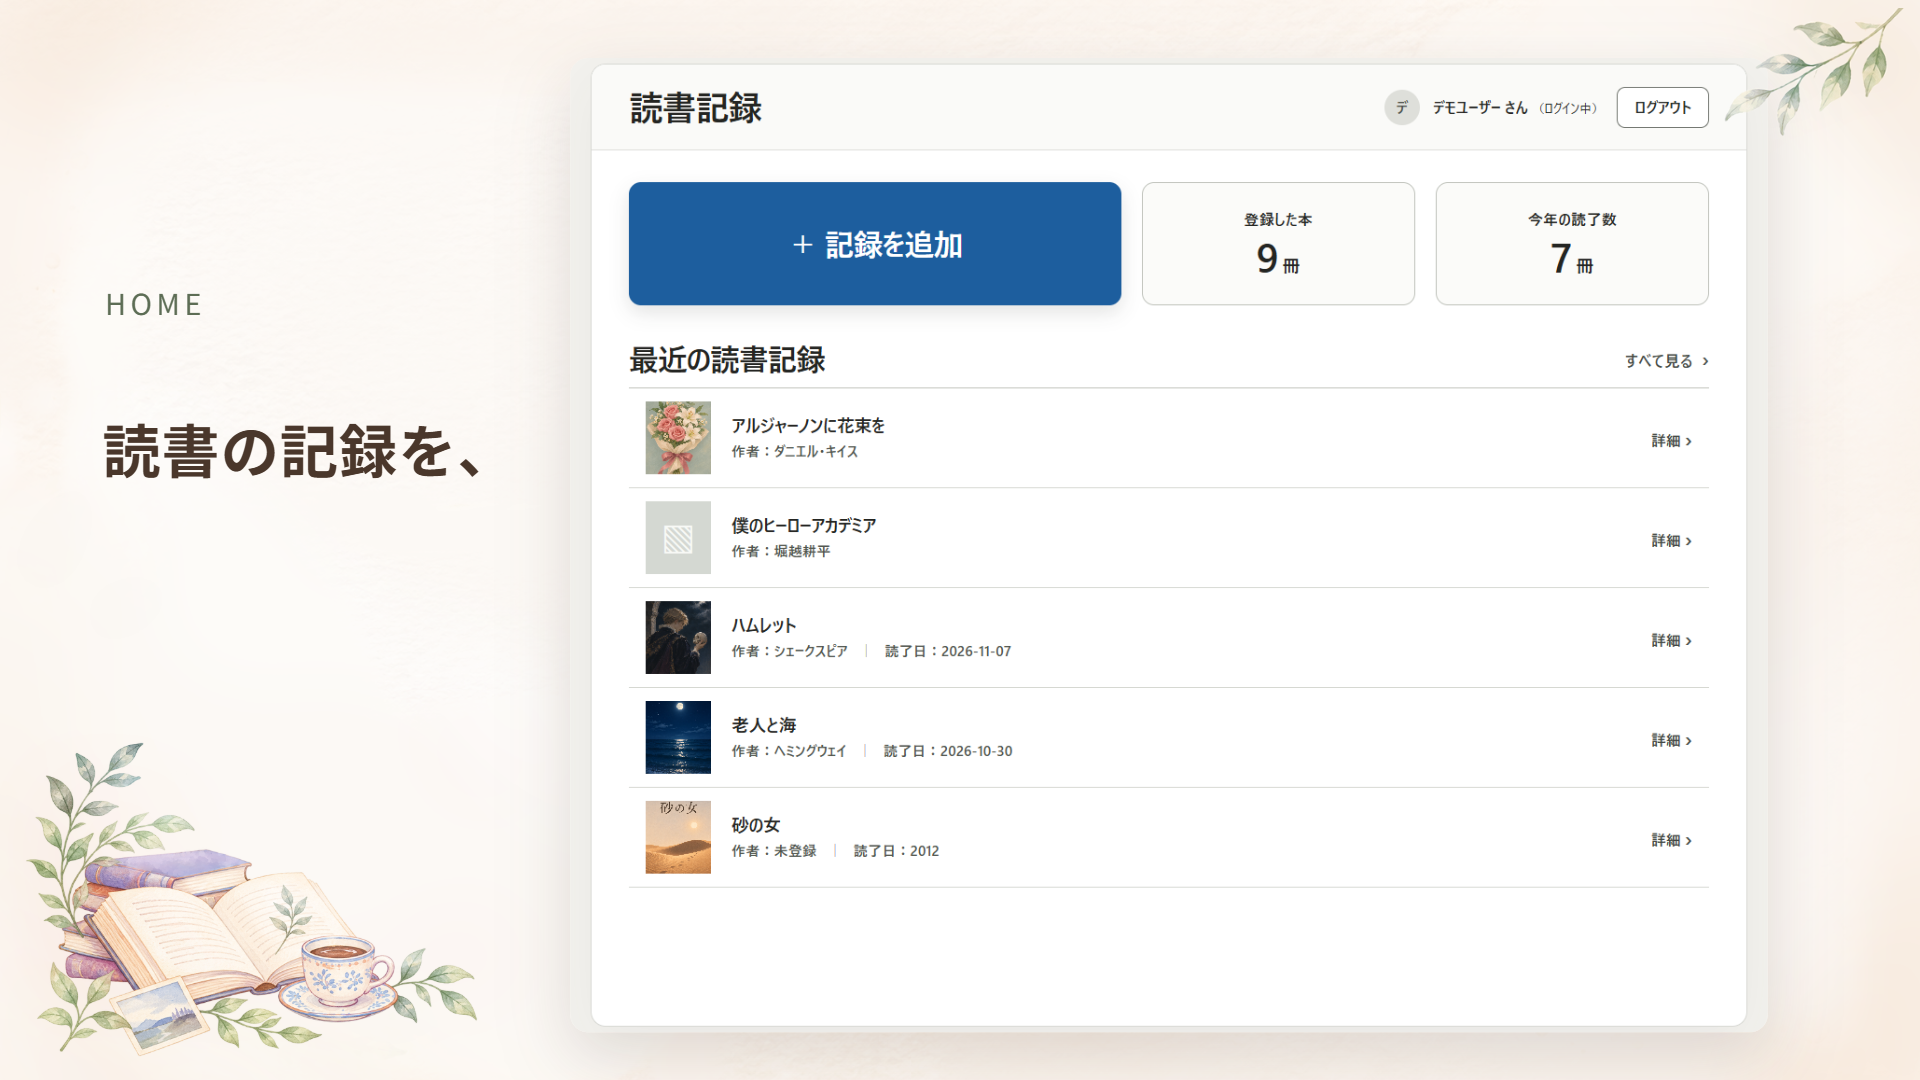 HOME
読書の記録を、
読書記録
デ デモユーザー さん (ログイン中) ログアウト
＋ 記録を追加
登録した本
9 冊
今年の読了数
7 冊
最近の読書記録
すべて見る ›
アルジャーノンに花束を
作者：ダニエル・キイス
詳細 ›
僕のヒーローアカデミア
作者：堀越耕平
詳細 ›
ハムレット
作者：シェークスピア | 読了日：2026-11-07
詳細 ›
老人と海
作者：ヘミングウェイ | 読了日：2026-10-30
詳細 ›
砂の女
砂の女
作者：未登録 | 読了日：2012
詳細 ›